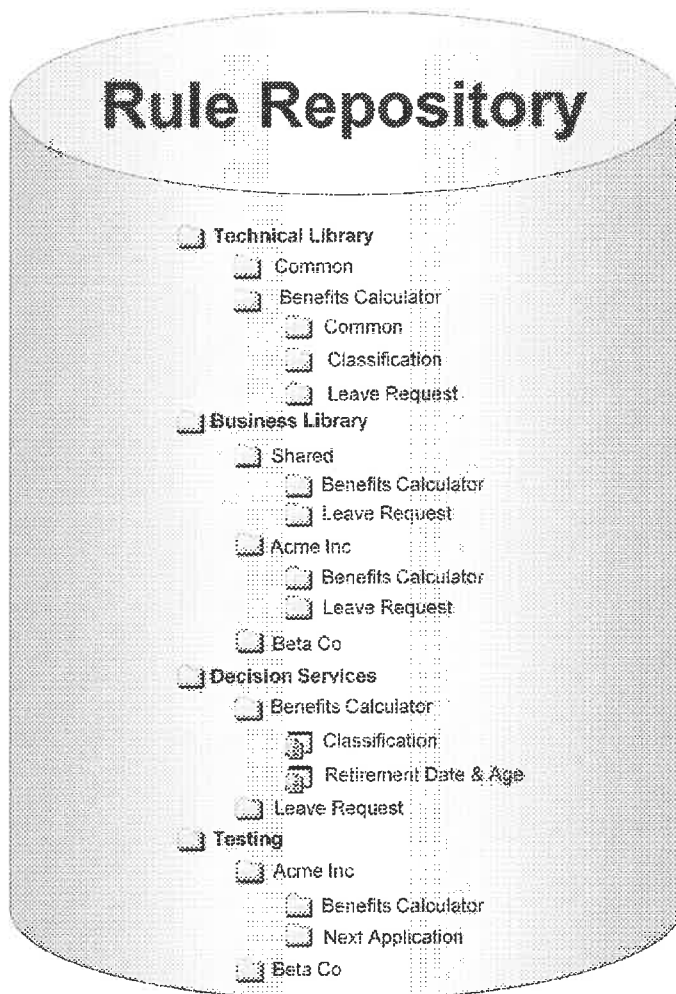 Rule Repository
Technical Library
Common
Benefits Calculator
Common
Classification
Leave Request
Business Library
Shared
Benefits Calculator
Leave Request
Acme Inc
Benefits Calculator
Leave Request
Beta Co
Decision Services
Benefits Calculator
Classification
Retirement Date & Age
Leave Request
Testing
Acme Inc
Benefits Calculator
Next Application
Beta Co